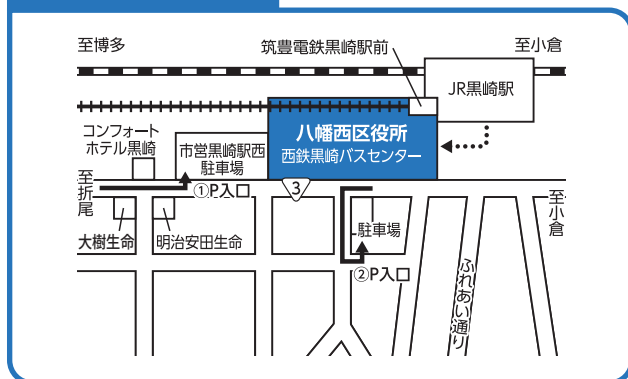 至博多
筑豊電鉄黒崎駅前
至小倉
JR黒崎駅
コンフォート
ホテル黒崎
市営黒崎駅西
駐車場
八幡西区役所
西鉄黒崎バスセンター
至折尾
①P入口
3
至小倉
大樹生命
明治安田生命
駐車場
②P入口
ふれあい通り